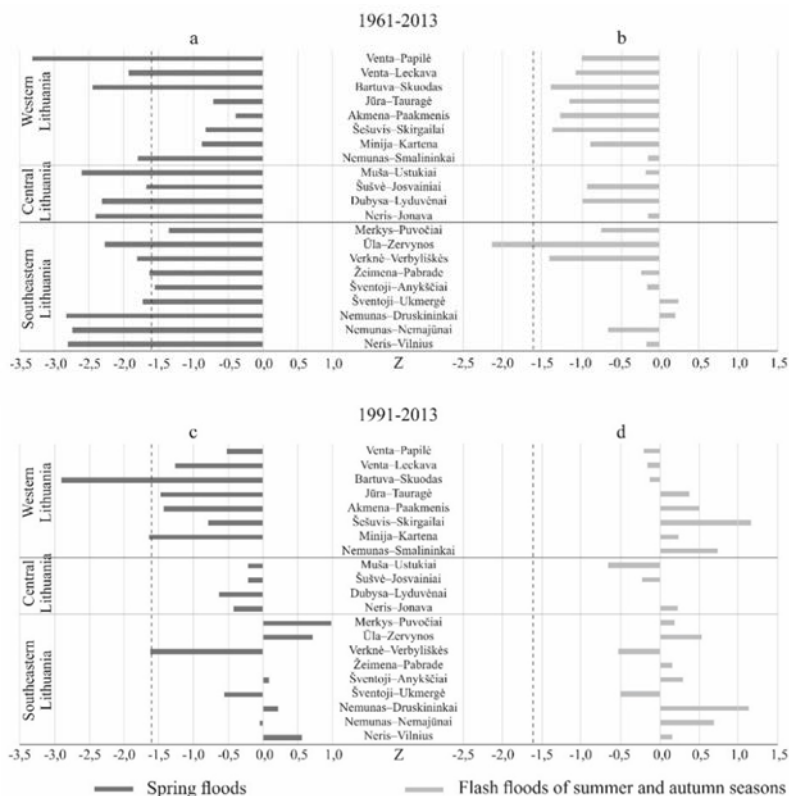 1961-2013
a b
Western Lithuania
Venta–Papilė
Venta–Leckava
Bartuva–Skuodas
Jūra–Tauragė
Akmena–Paakmenis
Šešuvis–Skirgailai
Minija–Kartena
Nemunas–Smalininkai
Central Lithuania
Muša–Ustukiai
Šušvė–Josvainiai
Dubysa–Lyduvėnai
Neris–Jonava
Southeastern Lithuania
Merkys–Puvočiai
Ūla–Zervynos
Verknė–Verbyliškės
Žeimena–Pabrade
Šventoji–Anykščiai
Šventoji–Ukmergė
Nemunas–Druskininkai
Nemunas–Nemajūnai
Neris–Vilnius
-3,5 -3,0 -2,5 -2,0 -1,5 -1,0 -0,5 0,0 0,5 1,0 Z -2,5 -2,0 -1,5 -1,0 -0,5 0,0 0,5 1,0 1,5
1991-2013
c d
Western Lithuania
Venta–Papilė
Venta–Leckava
Bartuva–Skuodas
Jūra–Tauragė
Akmena–Paakmenis
Šešuvis–Skirgailai
Minija–Kartena
Nemunas–Smalininkai
Central Lithuania
Muša–Ustukiai
Šušvė–Josvainiai
Dubysa–Lyduvėnai
Neris–Jonava
Southeastern Lithuania
Merkys–Puvočiai
Ūla–Zervynos
Verknė–Verbyliškės
Žeimena–Pabrade
Šventoji–Anykščiai
Šventoji–Ukmergė
Nemunas–Druskininkai
Nemunas–Nemajūnai
Neris–Vilnius
-3,5 -3,0 -2,5 -2,0 -1,5 -1,0 -0,5 0,0 0,5 1,0 Z -2,5 -2,0 -1,5 -1,0 -0,5 0,0 0,5 1,0 1,5
Spring floods Flash floods of summer and autumn seasons